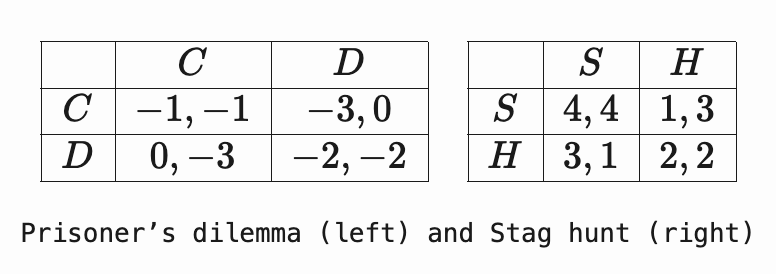 C D S H
C −1, −1 −3, 0 S 4, 4 1, 3
D 0, −3 −2, −2 H 3, 1 2, 2
Prisoner’s dilemma (left) and Stag hunt (right)